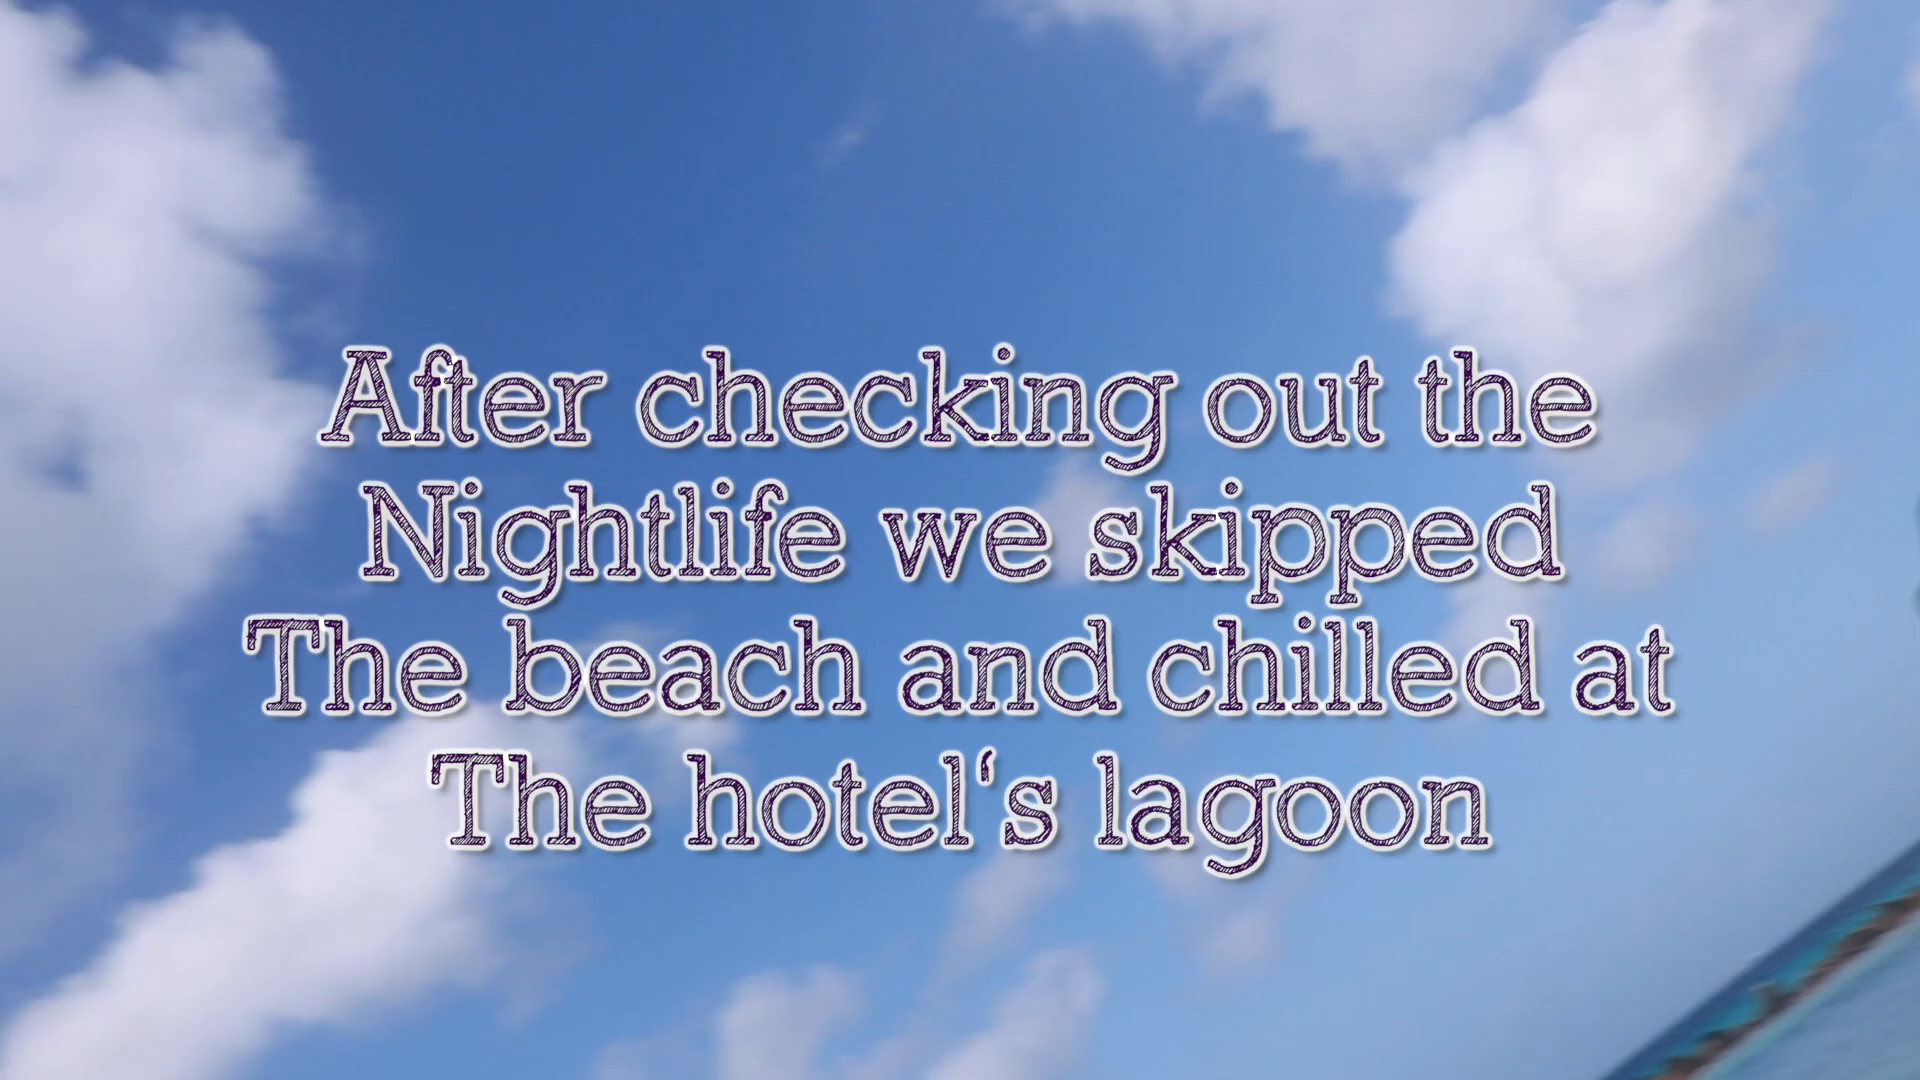 After checking out the
Nightlife we skipped
The beach and chilled at
The hotel‘s lagoon